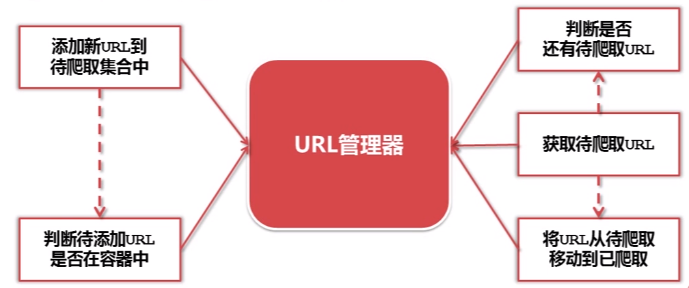 添加新URL到
待爬取集合中
判断待添加URL
是否在容器中
URL管理器
判断是否
还有待爬取URL
获取待爬取URL
将URL从待爬取
移动到已爬取